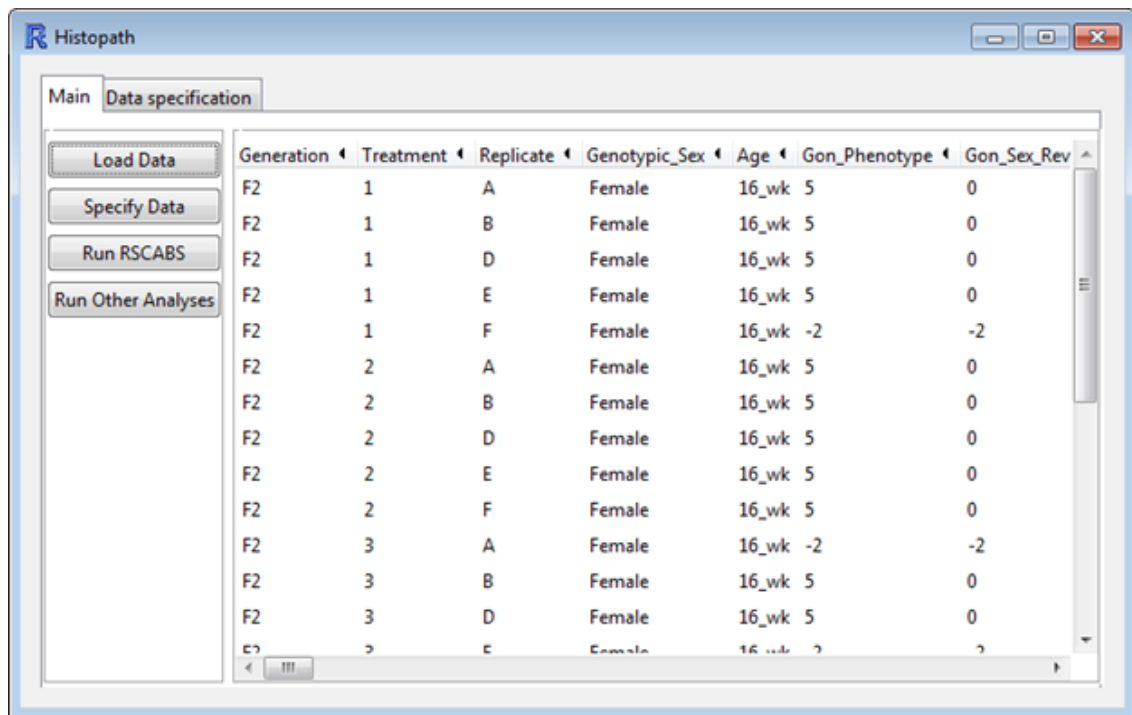 Histopath
Main Data specification
Load Data
Specify Data
Run RSCABS
Run Other Analyses
Generation Treatment Replicate Genotypic_Sex Age Gon_Phenotype Gon_Sex_Rev
F2 1 A Female 16_wk 5 0
F2 1 B Female 16_wk 5 0
F2 1 D Female 16_wk 5 0
F2 1 E Female 16_wk 5 0
F2 1 F Female 16_wk -2 -2
F2 2 A Female 16_wk 5 0
F2 2 B Female 16_wk 5 0
F2 2 D Female 16_wk 5 0
F2 2 E Female 16_wk 5 0
F2 2 F Female 16_wk 5 0
F2 3 A Female 16_wk -2 -2
F2 3 B Female 16_wk 5 0
F2 3 D Female 16_wk 5 0
F2 3 Female 16_wk